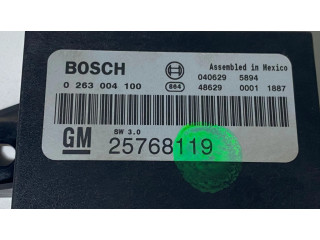 BOSCH
Assembled in Mexico
040629 5894
0 263 004 100
864
48629 0001 1887
GM
SW 3.0
25768119